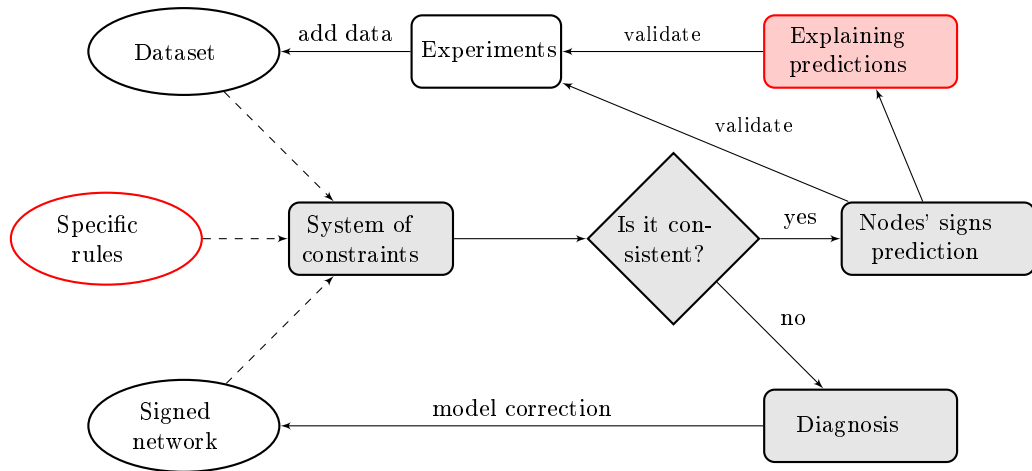 Dataset
add data
Experiments
validate
Explaining
predictions
validate
Specific
rules
System of
constraints
Is it con-
sistent?
yes
Nodes' signs
prediction
no
Signed
network
model correction
Diagnosis